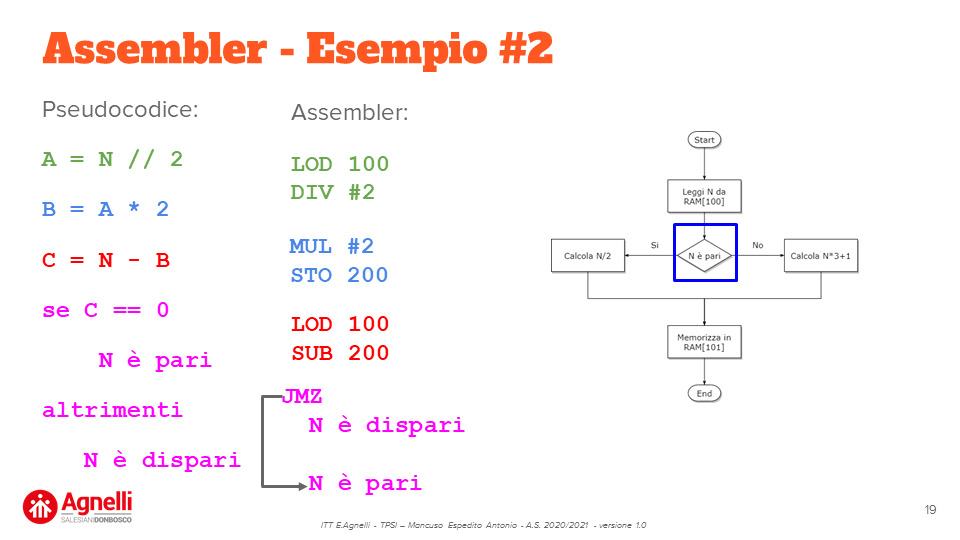 Assembler - Esempio #2
Pseudocodice:
A = N // 2
B = A * 2
C = N - B
se C == 0
N è pari
altrimenti
N è dispari
Assembler:
LOD 100
DIV #2
MUL #2
STO 200
LOD 100
SUB 200
JMZ
N è dispari
N è pari
Start
Leggi N da
RAM[100]
Si
N è pari
No
Calcola N/2
Calcola N*3+1
Memorizza in
RAM[101]
End
Agnelli
SALESIANIDONBOSCO
ITT E.Agnelli - TPSI – Mancuso Espedito Antonio - A.S. 2020/2021 - versione 1.0
19